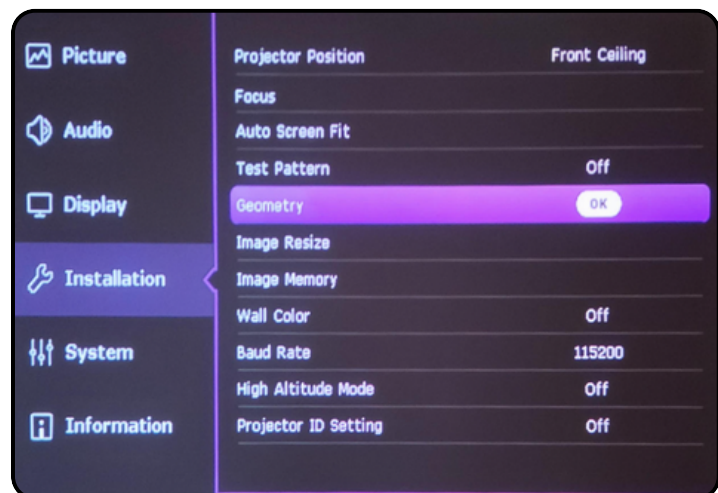 Picture
Audio
Display
Installation
System
Information
Projector Position Front Ceiling
Focus
Auto Screen Fit
Test Pattern Off
Geometry OK
Image Resize
Image Memory
Wall Color Off
Baud Rate 115200
High Altitude Mode Off
Projector ID Setting Off